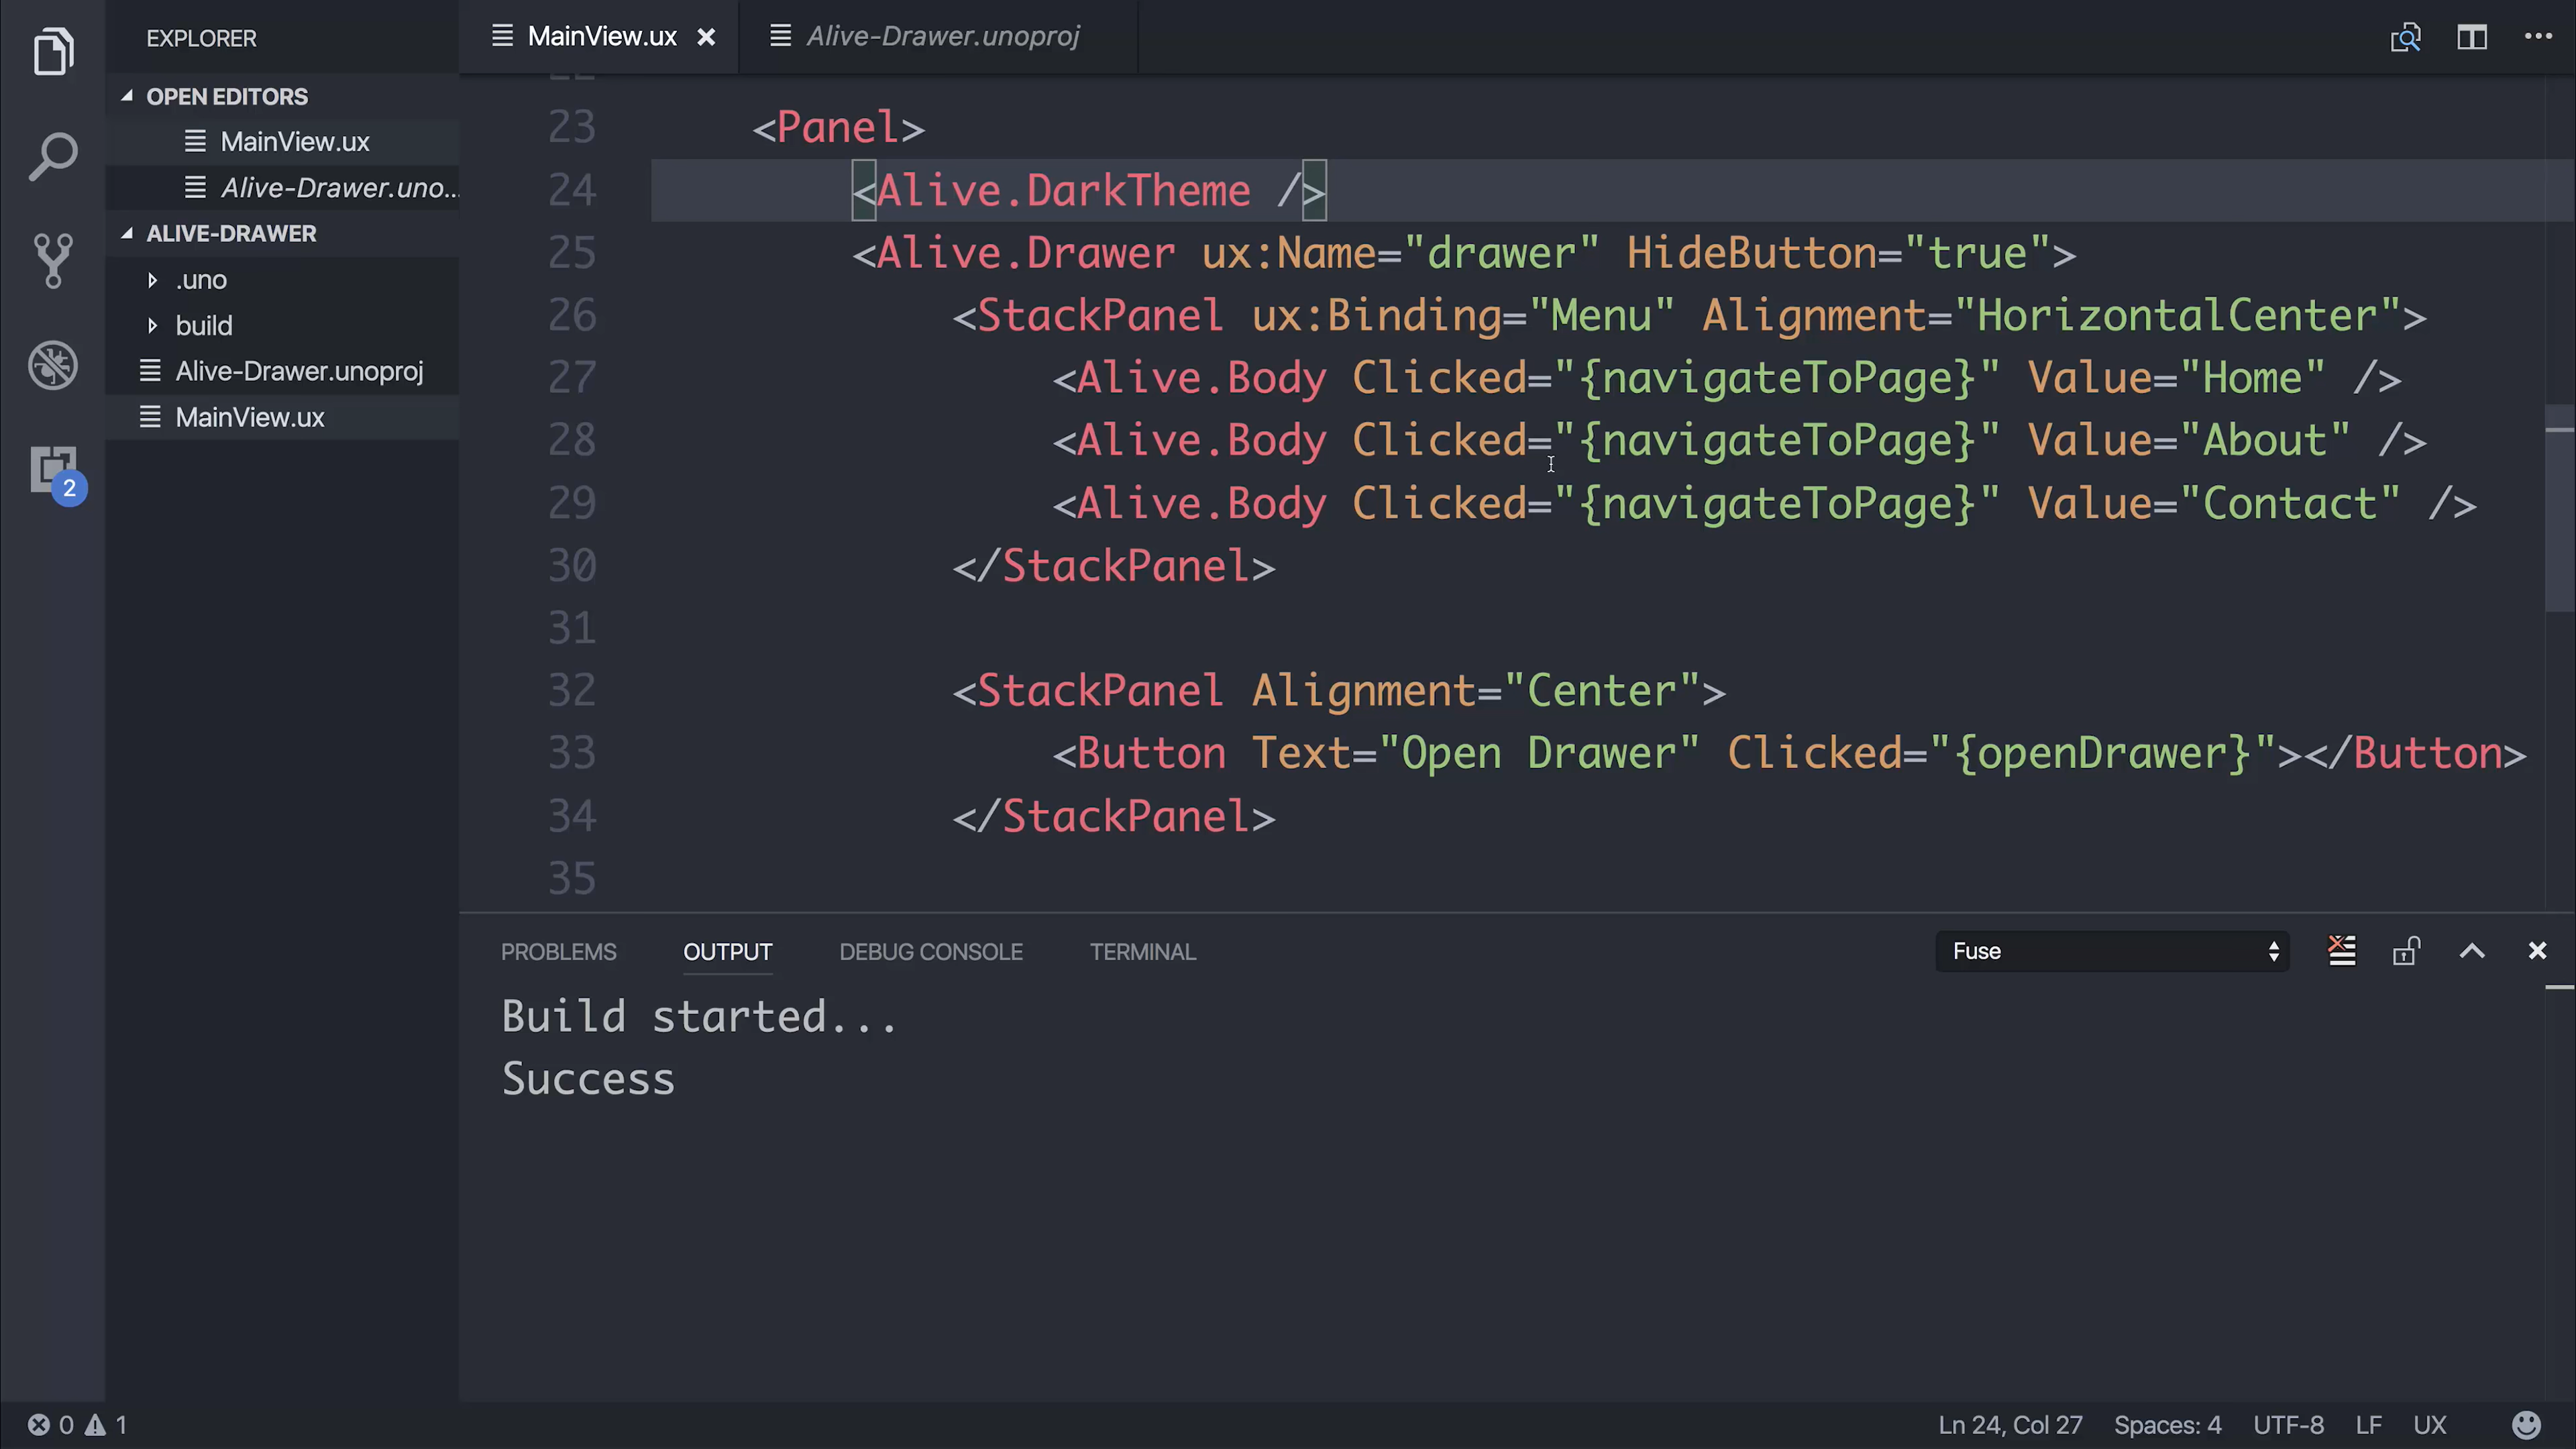 EXPLORER
MainView.ux
Alive-Drawer.unoproj
OPEN EDITORS
MainView.ux
Alive-Drawer.uno...
ALIVE-DRAWER
.uno
build
Alive-Drawer.unoproj
MainView.ux
2
22
23 <Panel>
24 <Alive.DarkTheme />
25 <Alive.Drawer ux:Name="drawer" HideButton="true">
26 <StackPanel ux:Binding="Menu" Alignment="HorizontalCenter">
27 <Alive.Body Clicked="{navigateToPage}" Value="Home" />
28 <Alive.Body Clicked="{navigateToPage}" Value="About" />
29 <Alive.Body Clicked="{navigateToPage}" Value="Contact" />
30 </StackPanel>
31
32 <StackPanel Alignment="Center">
33 <Button Text="Open Drawer" Clicked="{openDrawer}"></Button>
34 </StackPanel>
35
PROBLEMS OUTPUT DEBUG CONSOLE TERMINAL Fuse
Build started...
Success
0 1 Ln 24, Col 27 Spaces: 4 UTF-8 LF UX